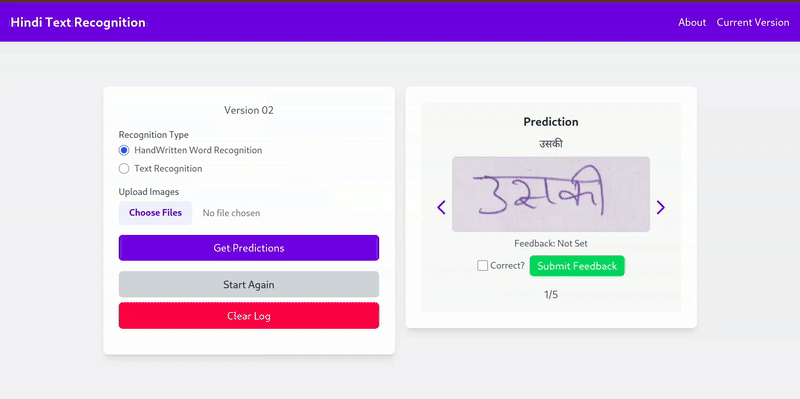 Hindi Text Recognition
About
Current Version
Version 02
Recognition Type
HandWritten Word Recognition
Text Recognition
Upload Images
Choose Files
No file chosen
Get Predictions
Start Again
Clear Log
Prediction
उसकी
उसकी
Feedback: Not Set
Correct?
Submit Feedback
1/5